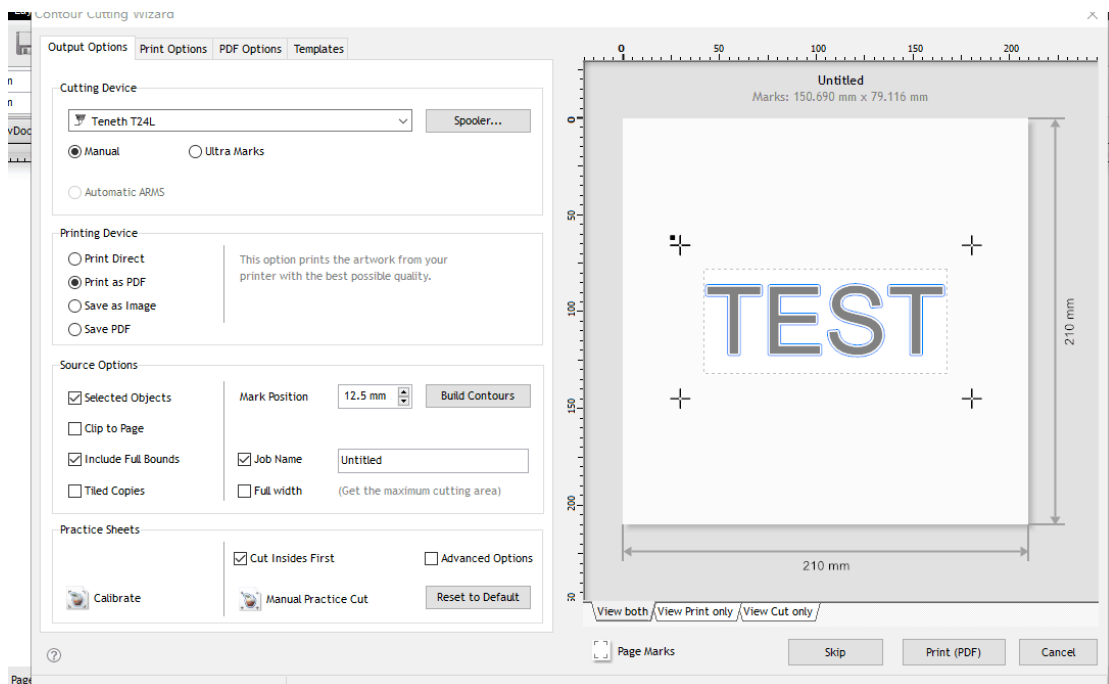 Contour Cutting Wizard
Output Options Print Options PDF Options Templates
Cutting Device
Teneth T24L Spooler...
Manual Ultra Marks
Automatic ARMS
Printing Device
Print Direct
Print as PDF
Save as Image
Save PDF
This option prints the artwork from your
printer with the best possible quality.
Source Options
Selected Objects Mark Position 12.5 mm Build Contours
Clip to Page
Include Full Bounds Job Name Untitled
Tiled Copies Full width (Get the maximum cutting area)
Practice Sheets
Cut Insides First Advanced Options
Calibrate Manual Practice Cut Reset to Default
0 50 100 150 200
Untitled
Marks: 150.690 mm x 79.116 mm
0
50
100
150
200
TEST
210 mm
210 mm
View both View Print only View Cut only
Page Marks Skip Print (PDF) Cancel
Page